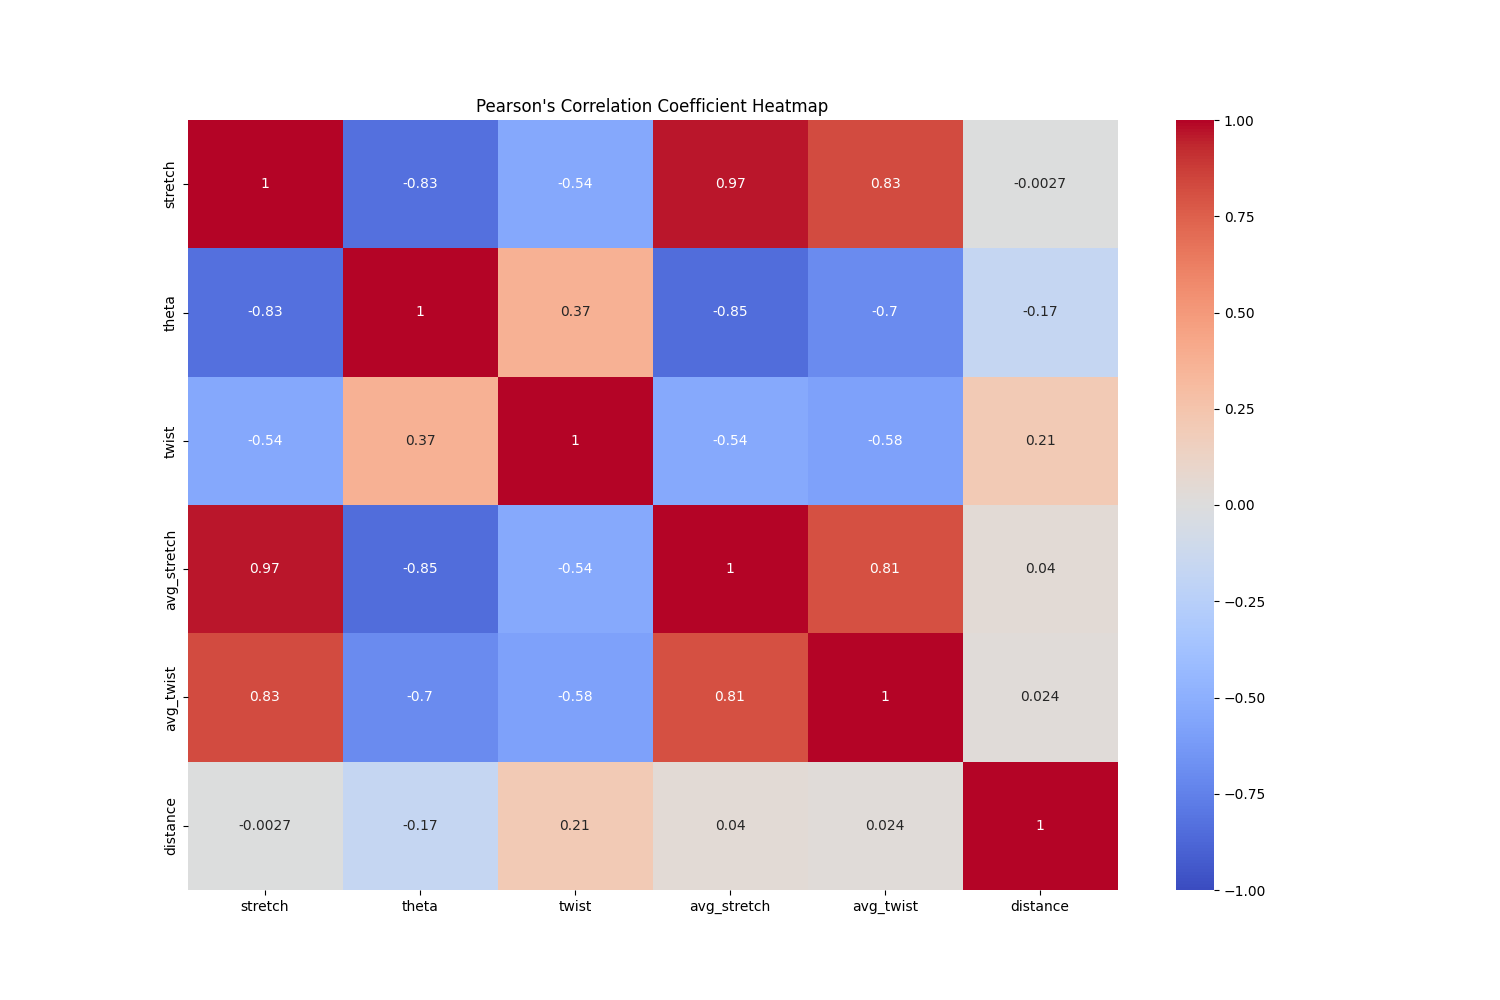 Pearson's Correlation Coefficient Heatmap
stretch 1 -0.83 -0.54 0.97 0.83 -0.0027
theta -0.83 1 0.37 -0.85 -0.7 -0.17
twist -0.54 0.37 1 -0.54 -0.58 0.21
avg_stretch 0.97 -0.85 -0.54 1 0.81 0.04
avg_twist 0.83 -0.7 -0.58 0.81 1 0.024
distance -0.0027 -0.17 0.21 0.04 0.024 1
stretch theta twist avg_stretch avg_twist distance
1.00
0.75
0.50
0.25
0.00
−0.25
−0.50
−0.75
−1.00